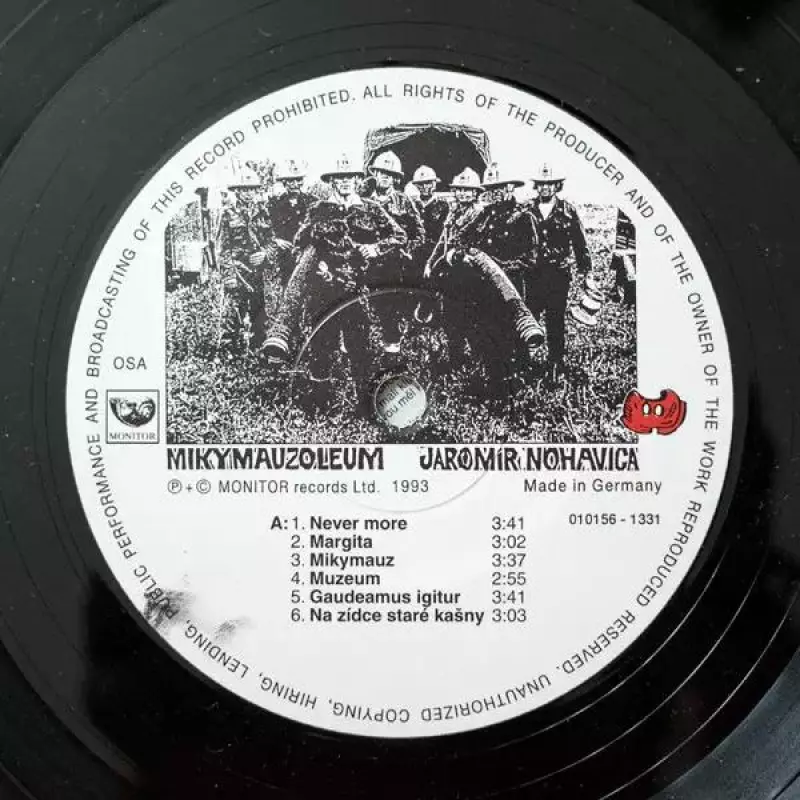 PUBLIC PERFORMANCE AND BROADCASTING OF THIS RECORD PROHIBITED. ALL RIGHTS OF THE PRODUCER AND OF THE OWNER OF THE WORK REPRODUCED RESERVED. UNAUTHORIZED COPYING, HIRING, LENDING,
OSA
MONITOR
MIKYMAUZOLEUM JAROMÍR NOHAVICA
℗ + © MONITOR records Ltd. 1993 Made in Germany
A: 1. Never more 3:41 010156 - 1331
2. Margita 3:02
3. Mikymauz 3:37
4. Muzeum 2:55
5. Gaudeamus igitur 3:41
6. Na zídce staré kašny 3:03